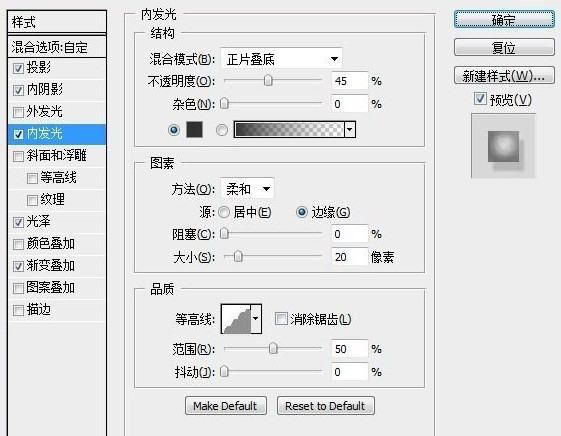 样式
混合选项:自定
投影
内阴影
外发光
内发光
斜面和浮雕
等高线
纹理
光泽
颜色叠加
渐变叠加
图案叠加
描边
内发光
结构
混合模式(B): 正片叠底
不透明度(O): 45 %
杂色(N): 0 %
图素
方法(Q): 柔和
源: 居中(E) 边缘(G)
阻塞(C): 0 %
大小(S): 20 像素
品质
等高线: 消除锯齿(L)
范围(R): 50 %
抖动(J): 0 %
Make Default Reset to Default
确定
复位
新建样式(W)...
预览(V)